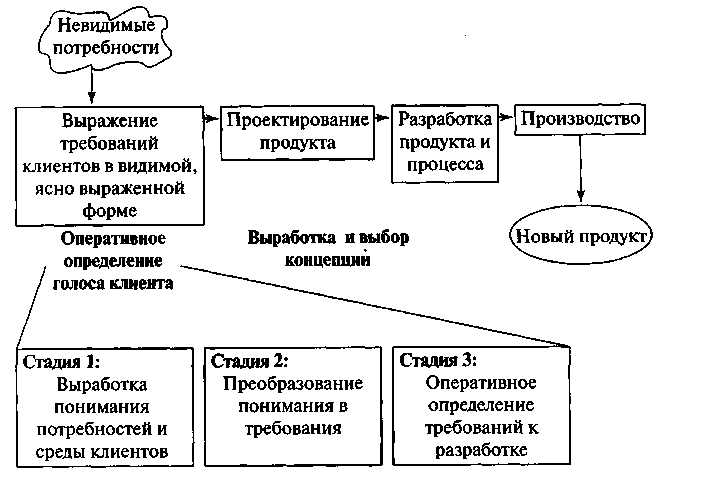 Невидимые
потребности
Выражение
требований
клиентов в видимой,
ясно выраженной
форме
Проектирование
продукта
Разработка
продукта и
процесса
Производство
Новый продукт
Оперативное
определение
голоса клиента
Выработка и выбор
концепций
Стадия 1:
Выработка
понимания
потребностей и
среды клиентов
Стадия 2:
Преобразование
понимания в
требования
Стадия 3:
Оперативное
определение
требований к
разработке